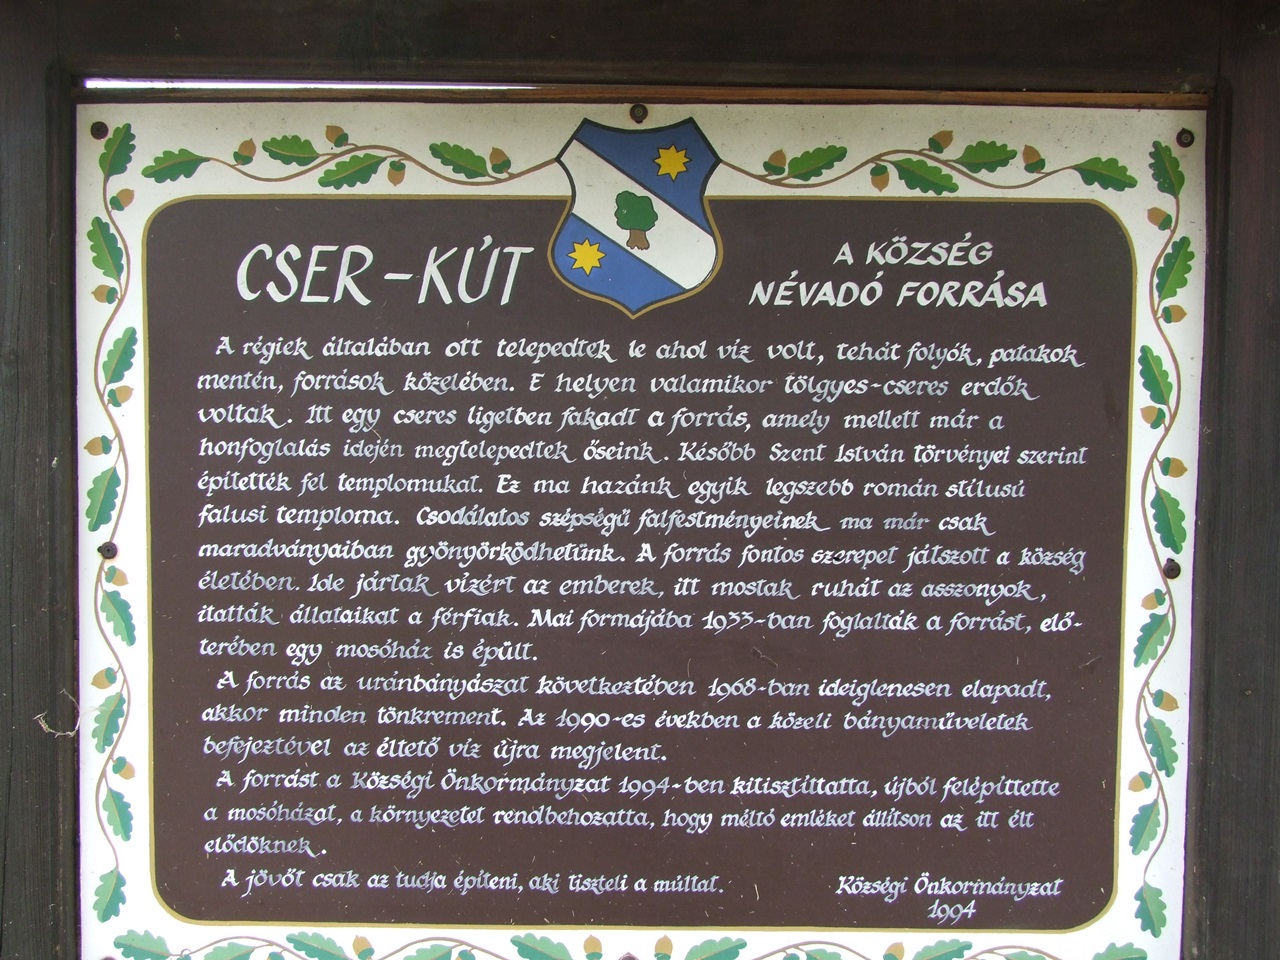 CSER-KÚT
A KÖZSÉG
NÉVADÓ FORRÁSA
A régiek általában ott telepedtek le ahol víz volt, tehát folyók, patakok
mentén, források közelében. E helyen valamikor tölgyes-cseres erdők
voltak. Itt egy cseres ligetben fakadt a forrás, amely mellett már a
honfoglalás idején megtelepedtek őseink. Később Szent István törvényei szerint
építették fel templomukat. Ez ma hazánk egyik legszebb román stílusú
falusi temploma. Csodálatos szépségű falfestményeinek ma már csak
maradványaiban gyönyörködhetünk. A forrás fontos szerepet játszott a község
életében. Ide jártak vízért az emberek, itt mostak ruhát az asszonyok,
itatták állataikat a férfiak. Mai formájába 1933-ban foglalták a forrást, elő-
terében egy mosóház is épült.
A forrás az uránbányászat következtében 1968-ban ideiglenesen elapadt,
akkor minden tönkrement. Az 1990-es években a közeli bányaműveletek
befejeztével az éltető víz újra megjelent.
A forrást a Községi Önkormányzat 1994-ben kitisztíttatta, újból felépíttette
a mosóházat, a környezetet rendbehozatta, hogy méltó emléket állítson az itt élt
elődöknek.
A jövőt csak az tudja építeni, aki tiszteli a múltat.
Községi Önkormányzat
1994